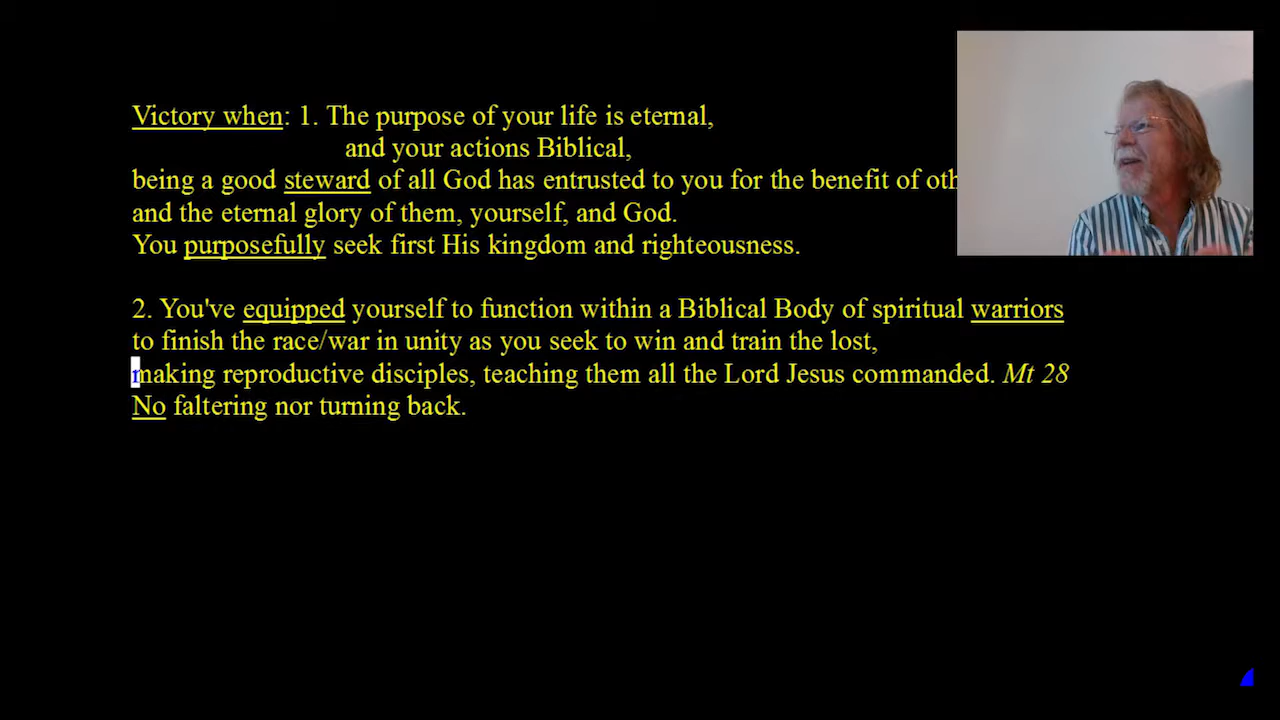 Victory when: 1. The purpose of your life is eternal,
and your actions Biblical,
being a good steward of all God has entrusted to you for the benefit of
and the eternal glory of them, yourself, and God.
You purposefully seek first His kingdom and righteousness.
2. You've equipped yourself to function within a Biblical Body of spiritual warriors
to finish the race/war in unity as you seek to win and train the lost,
making reproductive disciples, teaching them all the Lord Jesus commanded. Mt 28
No faltering nor turning back.